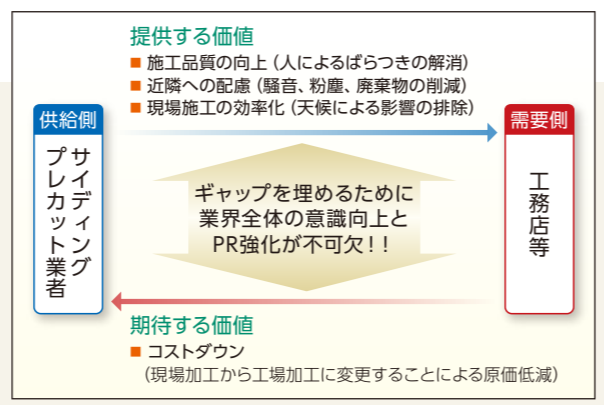 提供する価値
■ 施工品質の向上（人によるばらつきの解消）
■ 近隣への配慮（騒音、粉塵、廃棄物の削減）
■ 現場施工の効率化（天候による影響の排除）
供給側
サイディング
プレカット業者
ギャップを埋めるために
業界全体の意識向上と
PR強化が不可欠！！
需要側
工務店等
期待する価値
■ コストダウン
（現場加工から工場加工に変更することによる原価低減）